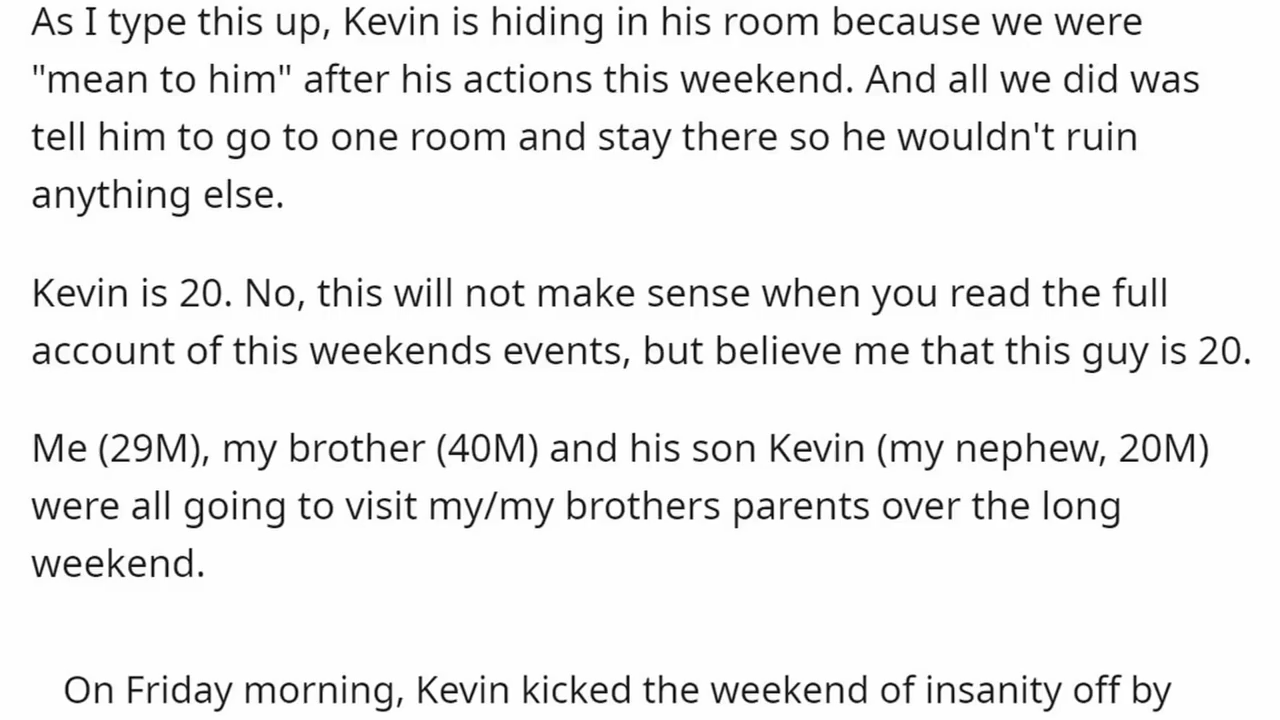 As I type this up, Kevin is hiding in his room because we were
"mean to him" after his actions this weekend. And all we did was
tell him to go to one room and stay there so he wouldn't ruin
anything else.
Kevin is 20. No, this will not make sense when you read the full
account of this weekends events, but believe me that this guy is 20.
Me (29M), my brother (40M) and his son Kevin (my nephew, 20M)
were all going to visit my/my brothers parents over the long
weekend.
On Friday morning, Kevin kicked the weekend of insanity off by